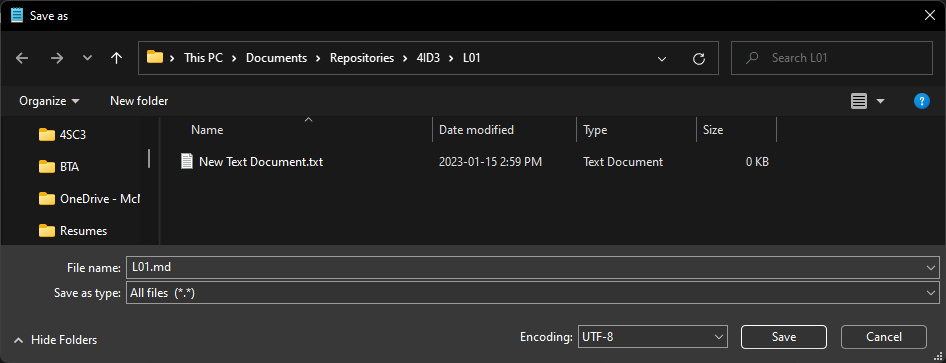 Save as
This PC > Documents > Repositories > 4ID3 > L01
Search L01
Organize New folder
Name Date modified Type Size
4SC3
New Text Document.txt 2023-01-15 2:59 PM Text Document 0 KB
BTA
OneDrive - McM
Resumes
File name: L01.md
Save as type: All files (*.*)
Hide Folders Encoding: UTF-8 Save Cancel